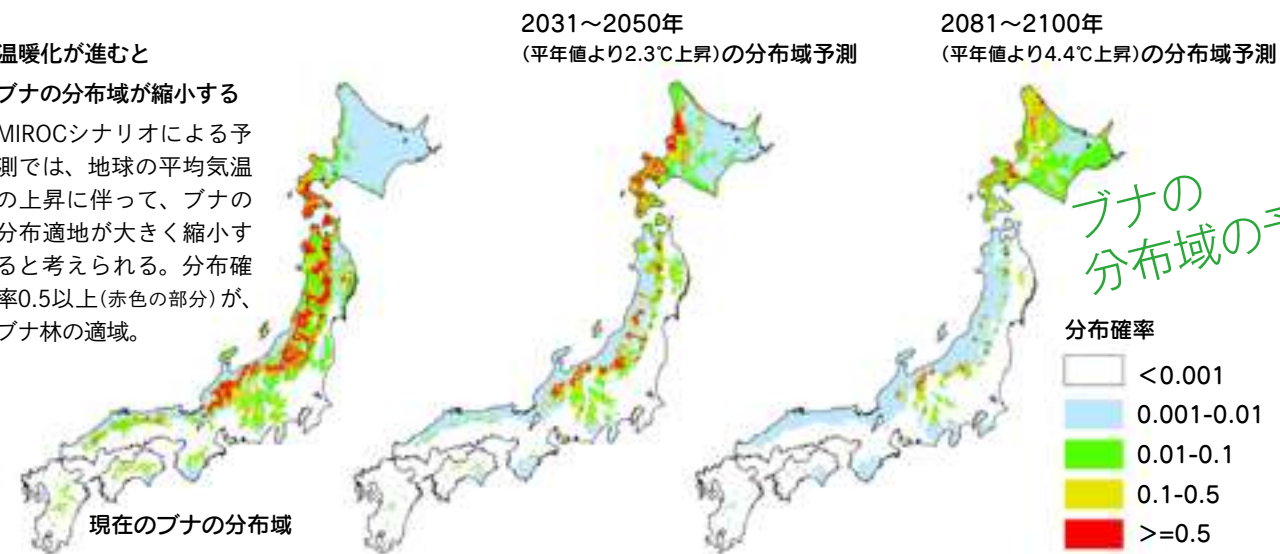 温暖化が進むと
ブナの分布域が縮小する
MIROCシナリオによる予
測では、地球の平均気温
の上昇に伴って、ブナの
分布適地が大きく縮小す
ると考えられる。分布確
率0.5以上(赤色の部分)が、
ブナ林の適域。
現在のブナの分布域
2031〜2050年
(平年値より2.3℃上昇)の分布域予測
2081〜2100年
(平年値より4.4℃上昇)の分布域予測
ブナの
分布域の予
分布確率
<0.001
0.001-0.01
0.01-0.1
0.1-0.5
>=0.5